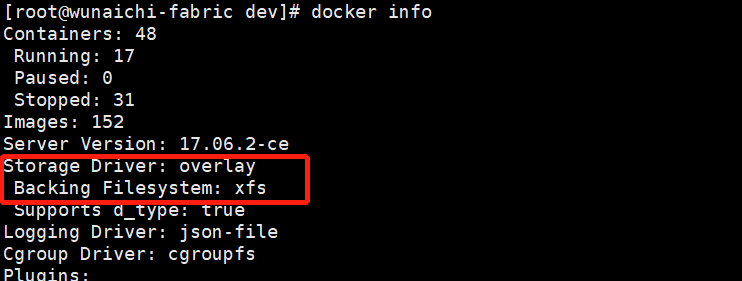 [root@wunaichi-fabric dev]# docker info
Containers: 48
 Running: 17
 Paused: 0
 Stopped: 31
Images: 152
Server Version: 17.06.2-ce
Storage Driver: overlay
 Backing Filesystem: xfs
 Supports d_type: true
Logging Driver: json-file
Cgroup Driver: cgroupfs
Plugins: